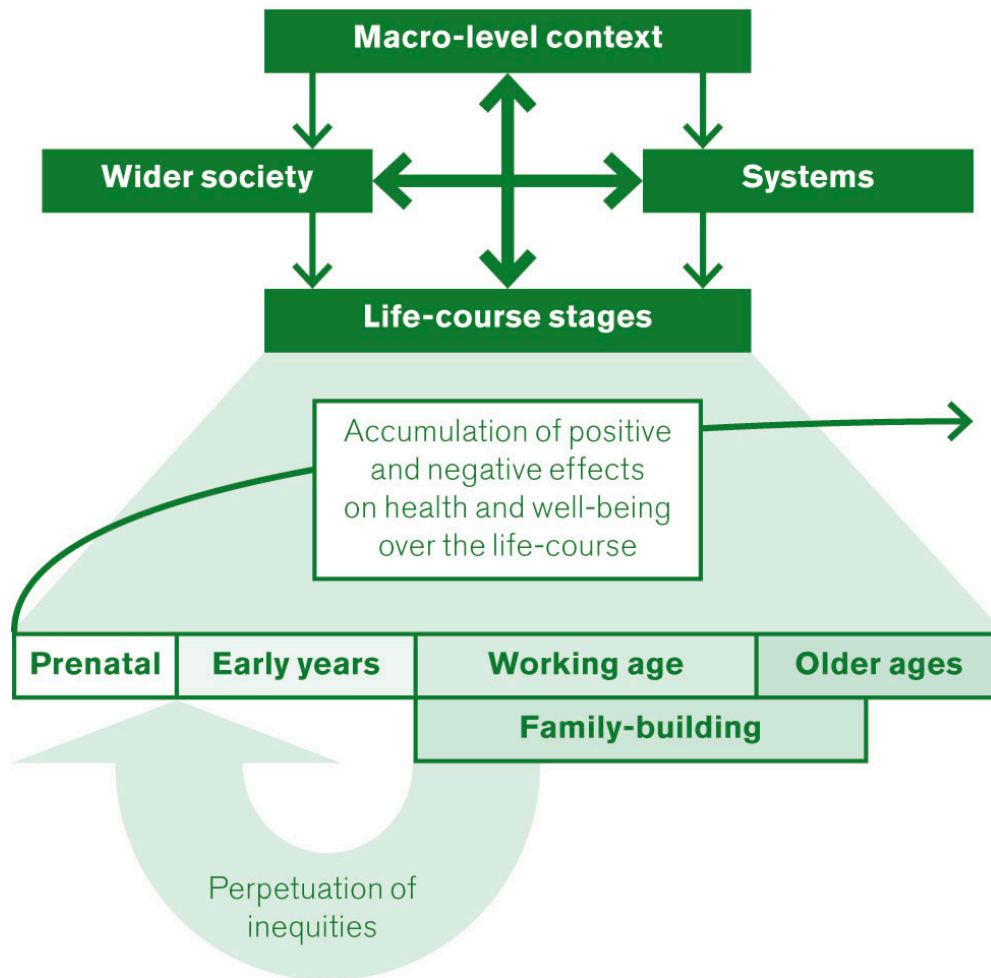 Macro-level context
Wider society
Systems
Life-course stages
Accumulation of positive
and negative effects
on health and well-being
over the life-course
Prenatal
Early years
Working age
Older ages
Family-building
Perpetuation of
inequities